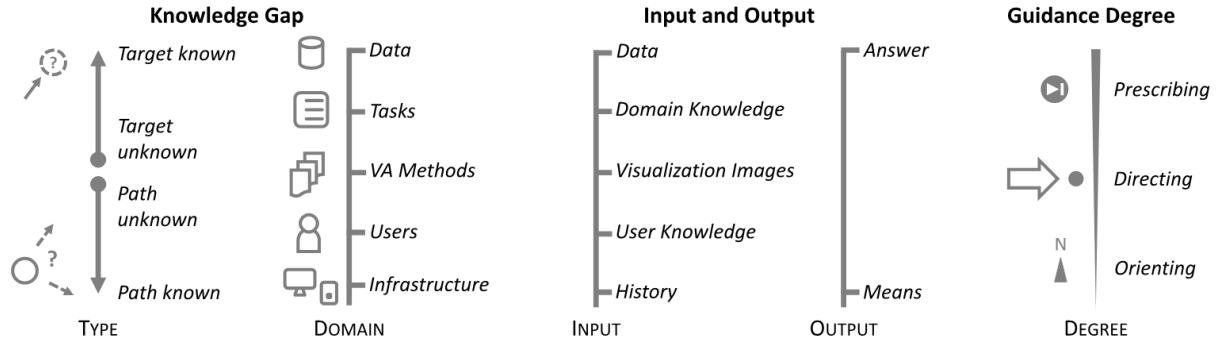 Knowledge Gap
Input and Output
Guidance Degree
?
Target known
Target
unknown
Path
unknown
?
Path known
TYPE
Data
Tasks
VA Methods
Users
Infrastructure
DOMAIN
Data
Domain Knowledge
Visualization Images
User Knowledge
History
INPUT
Answer
Means
OUTPUT
Prescribing
Directing
N
Orienting
DEGREE